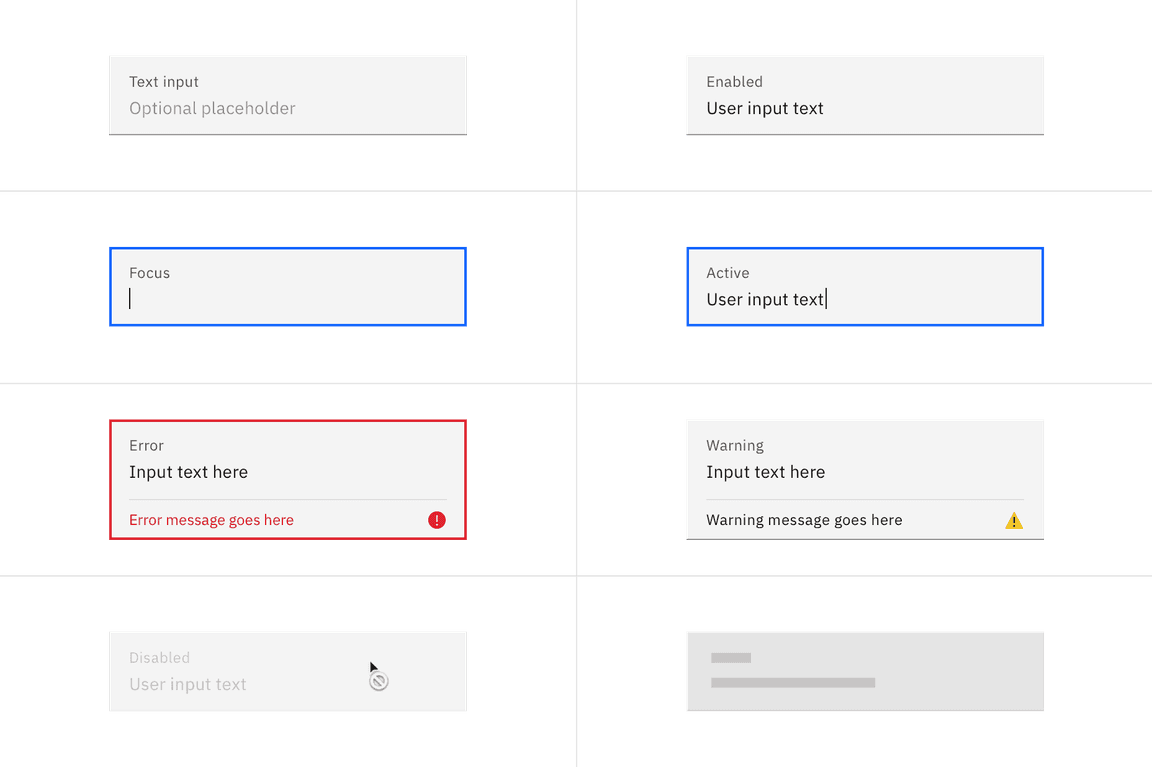 Text input
Optional placeholder
Enabled
User input text
Focus
Active
User input text
Error
Input text here
Error message goes here
Warning
Input text here
Warning message goes here
Disabled
User input text